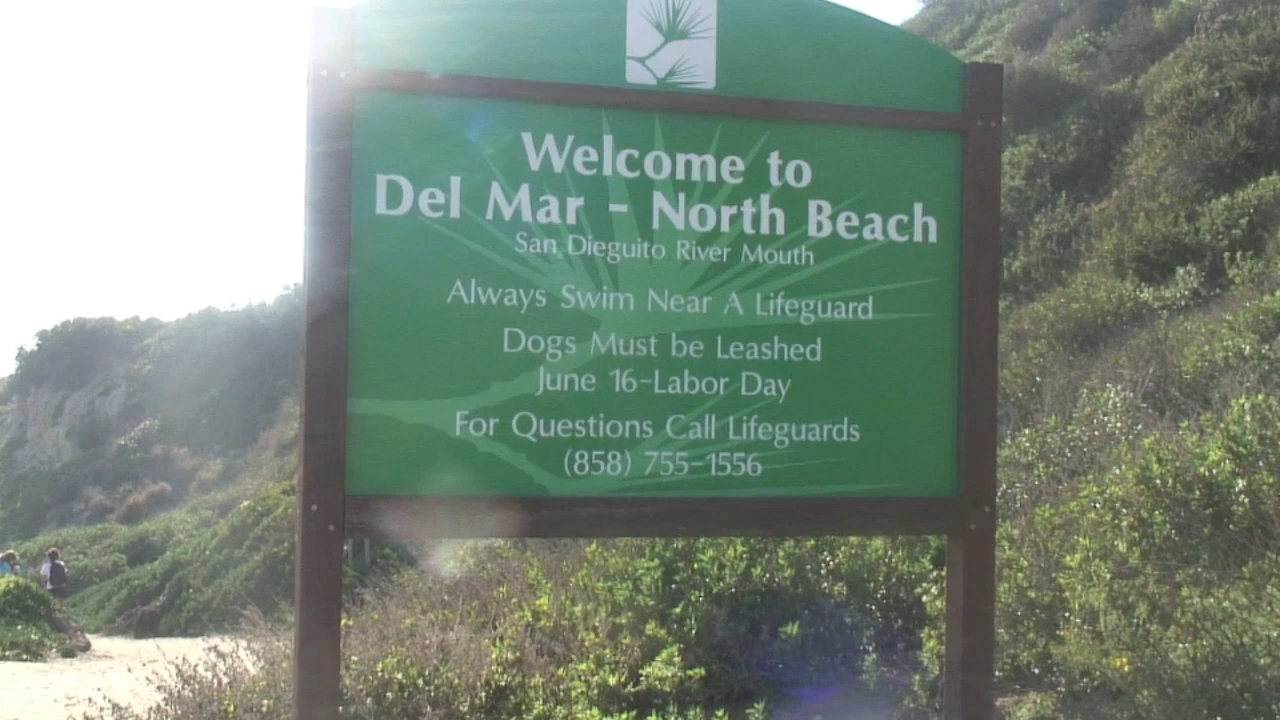 Welcome to
Del Mar - North Beach
San Dieguito River Mouth
Always Swim Near A Lifeguard
Dogs Must be Leashed
June 16-Labor Day
For Questions Call Lifeguards
(858) 755-1556